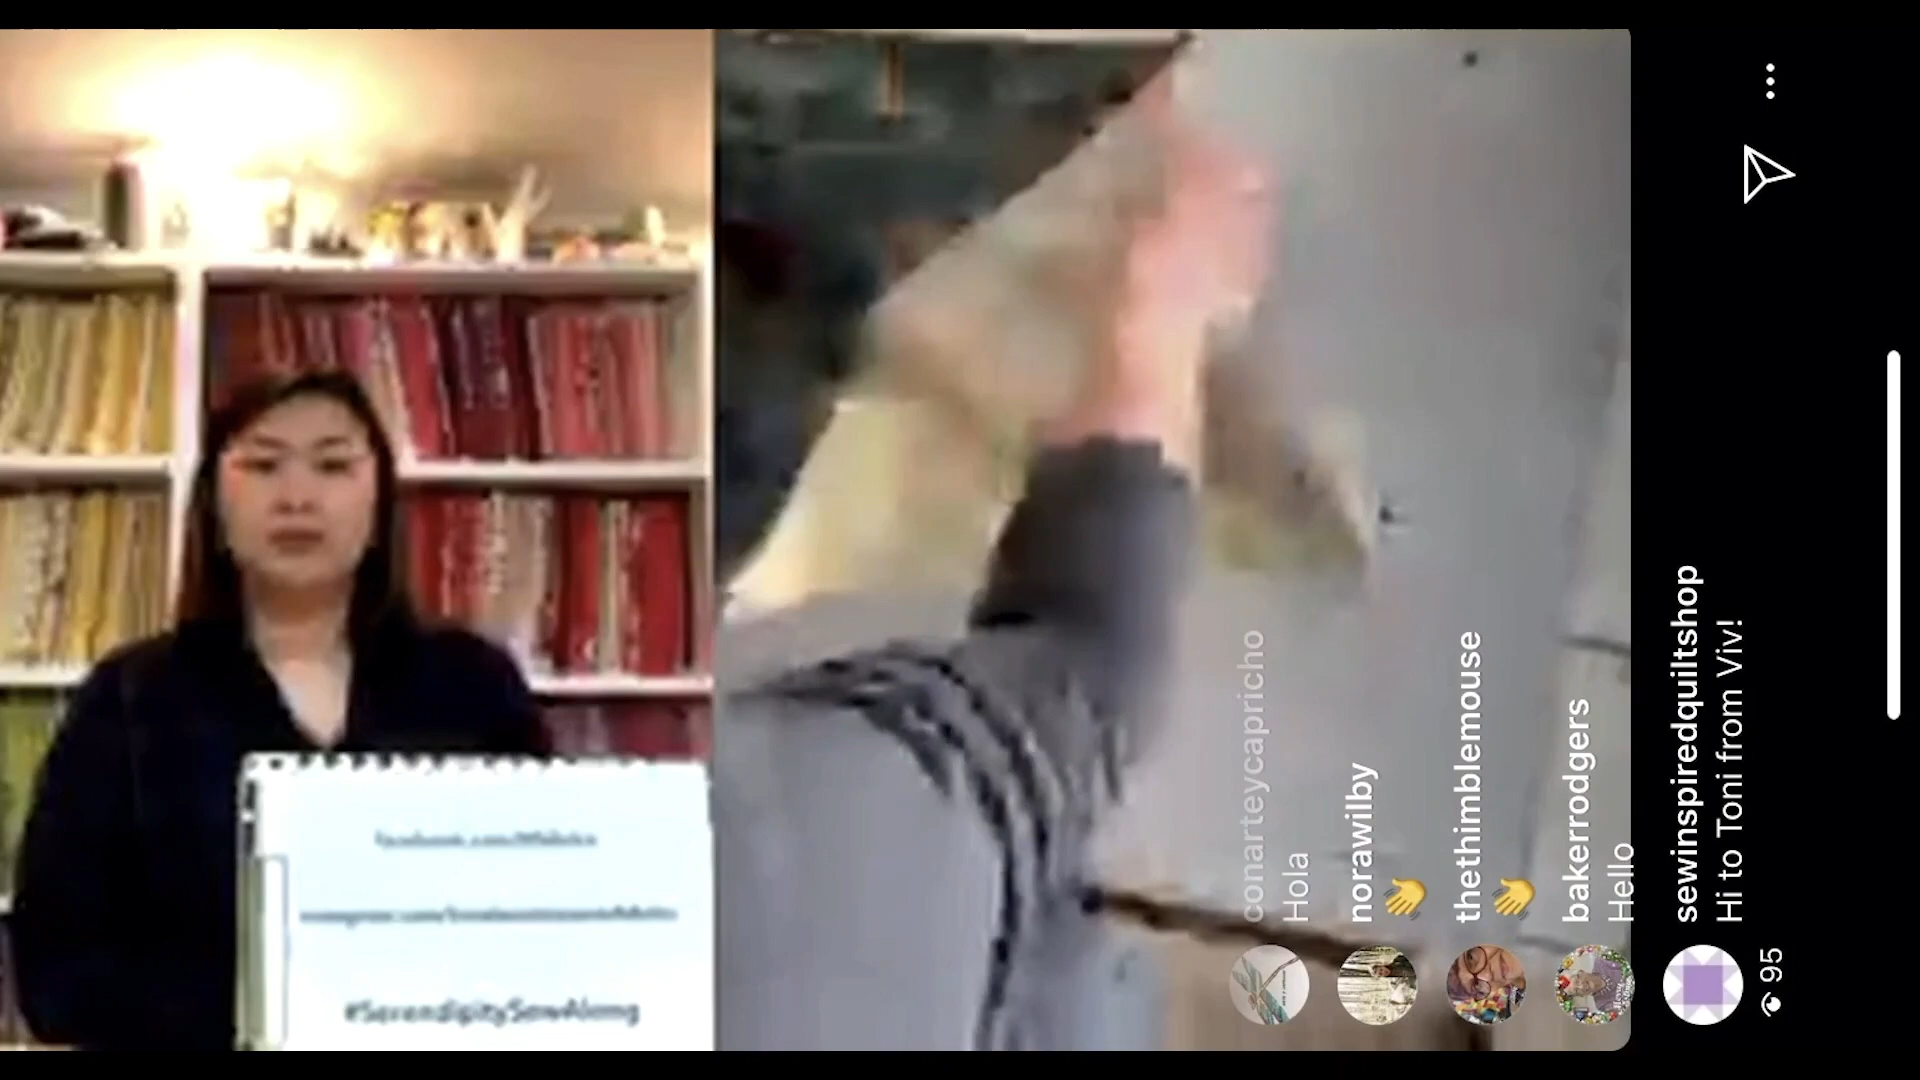 #SerendipitySewAlong
conarteycapricho
Hola
norawilby
👋
thethimblemouse
👋
bakerrodgers
Hello
sewinspiredquiltshop
Hi to Toni from Viv!
95